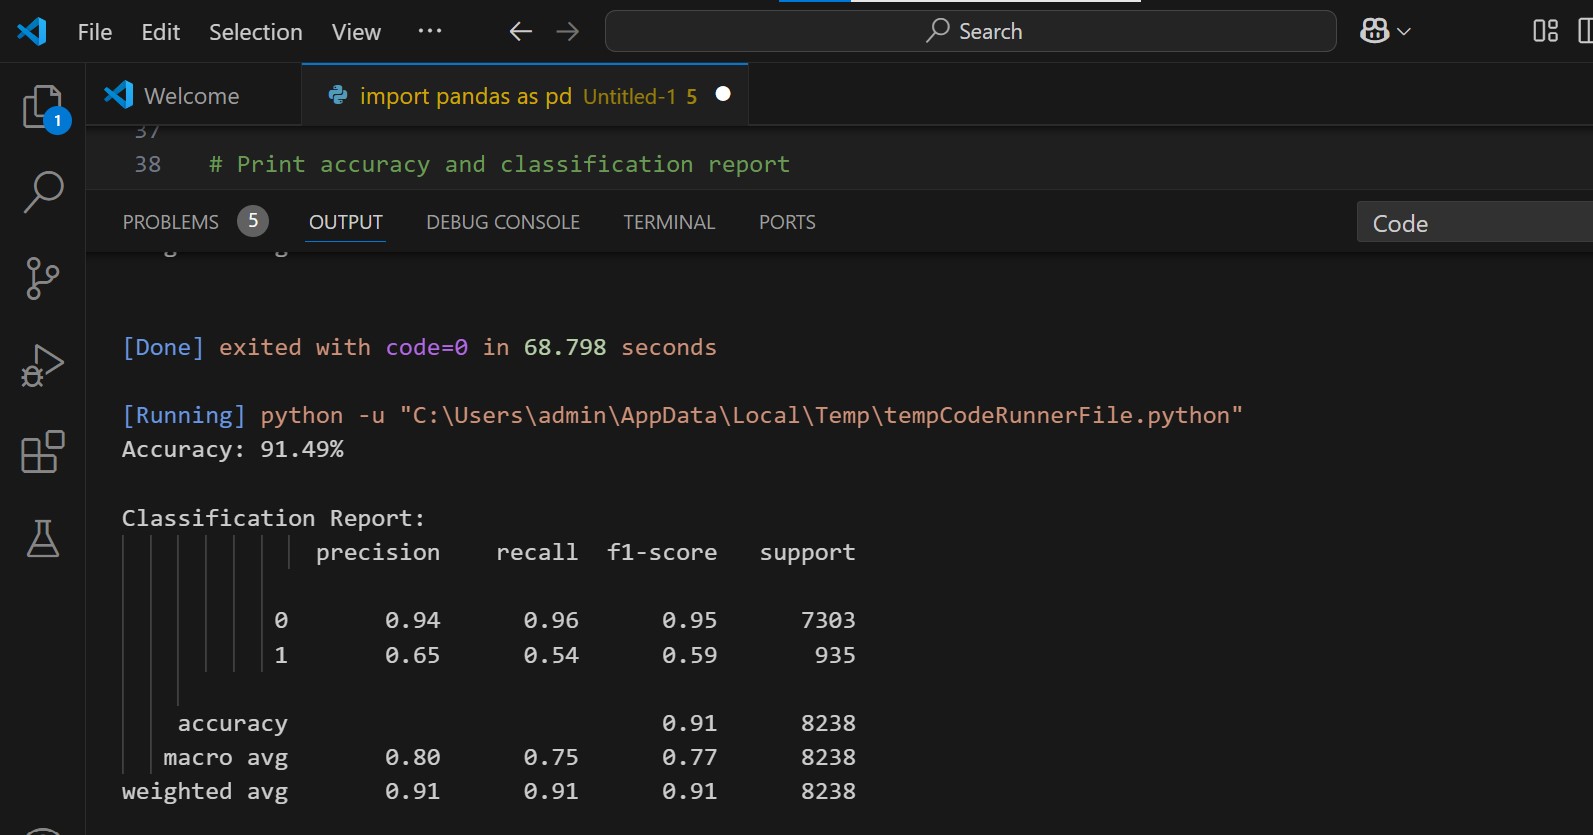 File Edit Selection View ··· Search
Welcome import pandas as pd Untitled-1 5
37
38 # Print accuracy and classification report
PROBLEMS 5 OUTPUT DEBUG CONSOLE TERMINAL PORTS Code
[Done] exited with code=0 in 68.798 seconds
[Running] python -u "C:\Users\admin\AppData\Local\Temp\tempCodeRunnerFile.python"
Accuracy: 91.49%
Classification Report:
precision recall f1-score support
0 0.94 0.96 0.95 7303
1 0.65 0.54 0.59 935
accuracy 0.91 8238
macro avg 0.80 0.75 0.77 8238
weighted avg 0.91 0.91 0.91 8238
1